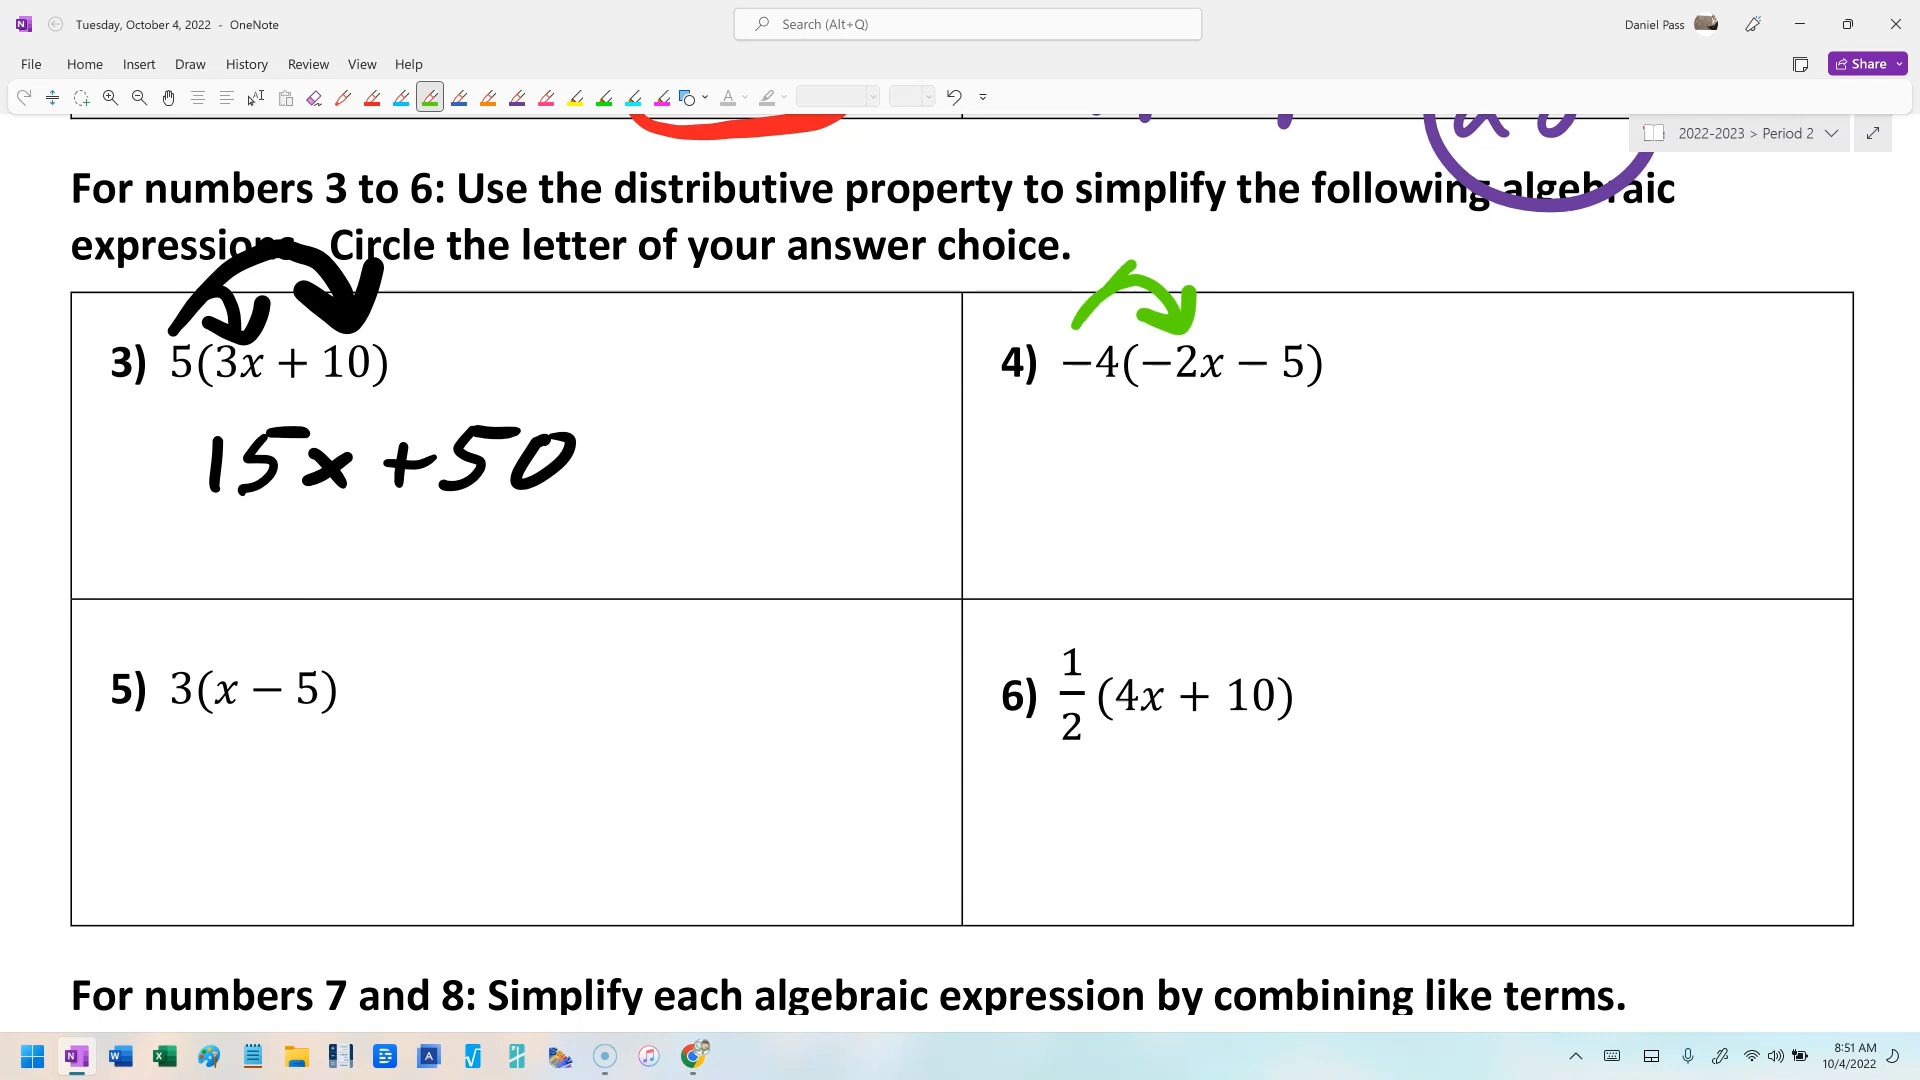 Tuesday, October 4, 2022 - OneNote
Search (Alt+Q)
Daniel Pass
File Home Insert Draw History Review View Help
Share
2022-2023 > Period 2
For numbers 3 to 6: Use the distributive property to simplify the following algebraic
expressions. Circle the letter of your answer choice.
3) 5(3x + 10)
15x + 50
4) −4(−2x − 5)
5) 3(x − 5)
6) 1/2 (4x + 10)
For numbers 7 and 8: Simplify each algebraic expression by combining like terms.
8:51 AM
10/4/2022